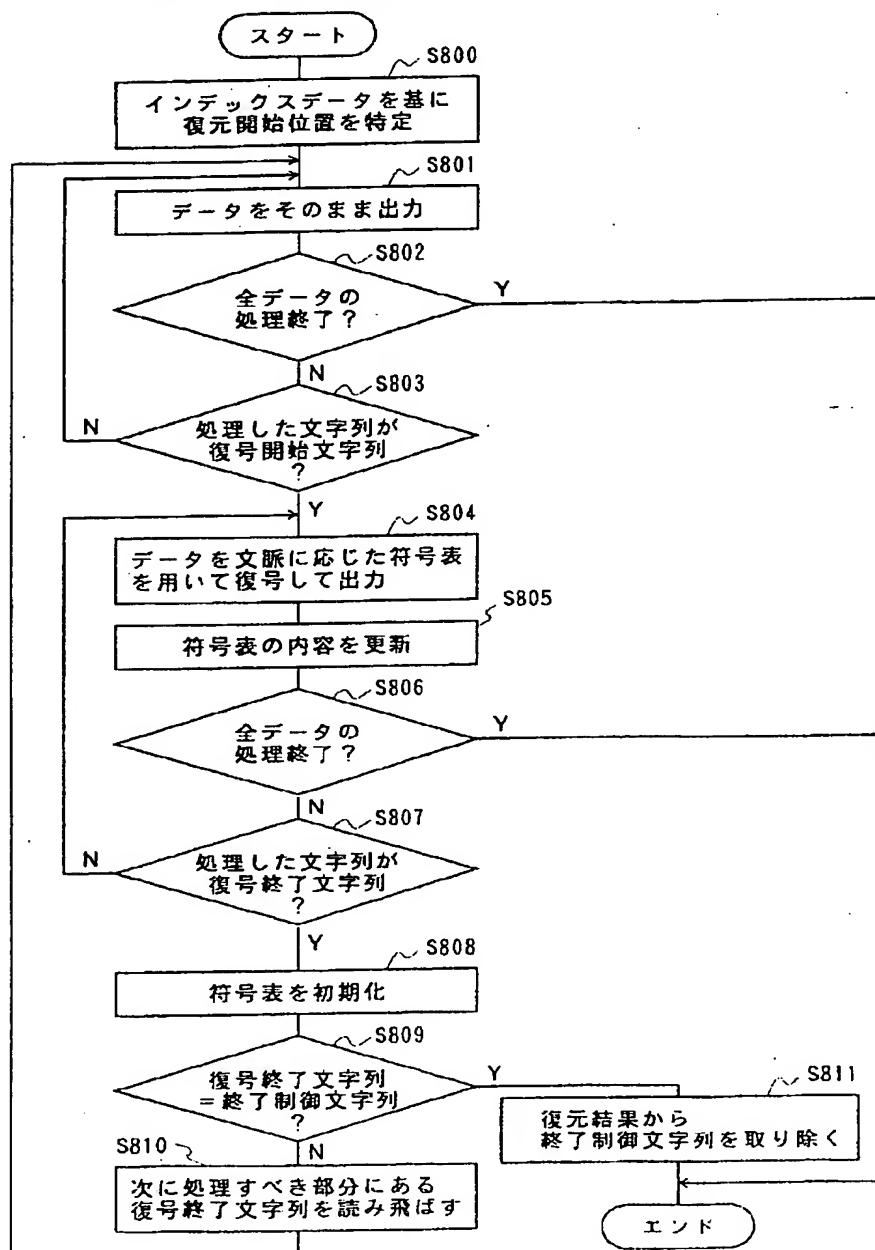 スタート
S800
インデックスデータを基に
復元開始位置を特定
S801
データをそのまま出力
S802
全データの
処理終了？
Y
N
S803
処理した文字列が
復号開始文字列
？
N
Y
S804
データを文脈に応じた符号表
を用いて復号して出力
S805
符号表の内容を更新
S806
全データの
処理終了？
Y
N
S807
処理した文字列が
復号終了文字列
？
N
Y
S808
符号表を初期化
S809
復号終了文字列
＝終了制御文字列
？
Y
N
S811
復元結果から
終了制御文字列を取り除く
S810
次に処理すべき部分にある
復号終了文字列を読み飛ばす
エンド